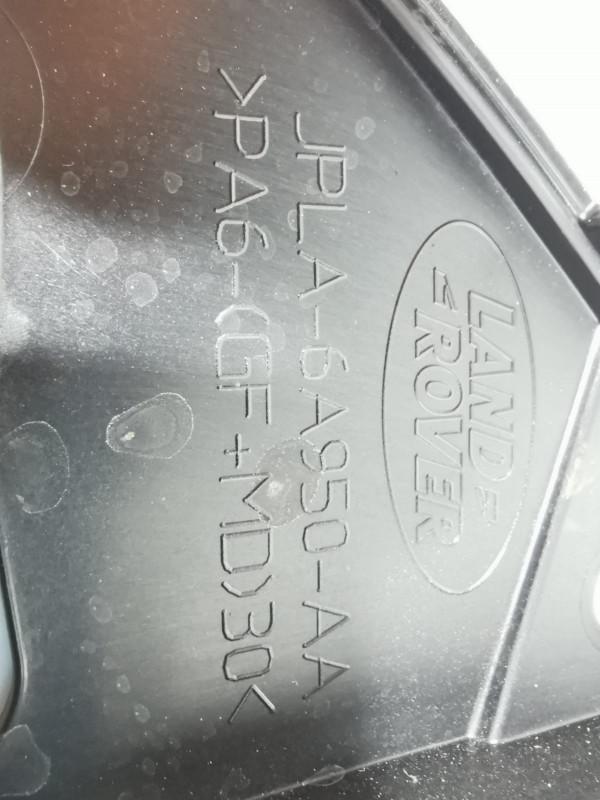 LAND
ROVER
JPLA-6A950-AA
>PA6-(GF+MD)30<